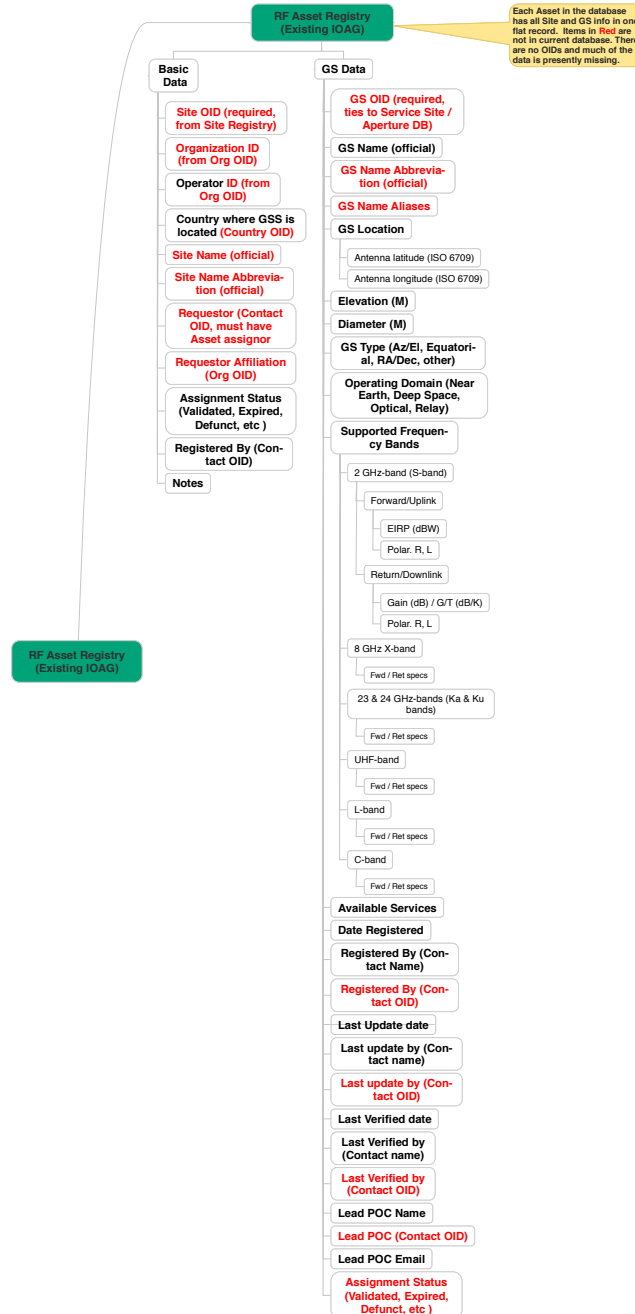 RF Asset Registry
(Existing IOAG)
Each Asset in the database
has all Site and GS info in one
flat record. Items in Red are
not in current database. There
are no OIDs and much of the
data is presently missing.
Basic
Data
Site OID (required,
from Site Registry)
Organization ID
(from Org OID)
Operator ID (from
Org OID)
Country where GSS is
located (Country OID)
Site Name (official)
Site Name Abbrevia-
tion (official)
Requestor (Contact
OID, must have
Asset assignor
Requestor Affiliation
(Org OID)
Assignment Status
(Validated, Expired,
Defunct, etc )
Registered By (Con-
tact OID)
Notes
GS Data
GS OID (required,
ties to Service Site /
Aperture DB)
GS Name (official)
GS Name Abbrevia-
tion (official)
GS Name Aliases
GS Location
Antenna latitude (ISO 6709)
Antenna longitude (ISO 6709)
Elevation (M)
Diameter (M)
GS Type (Az/El, Equatori-
al, RA/Dec, other)
Operating Domain (Near
Earth, Deep Space,
Optical, Relay)
Supported Frequen-
cy Bands
2 GHz-band (S-band)
Forward/Uplink
EIRP (dBW)
Polar. R, L
Return/Downlink
Gain (dB) / G/T (dB/K)
Polar. R, L
8 GHz X-band
Fwd / Ret specs
23 & 24 GHz-bands (Ka & Ku
bands)
Fwd / Ret specs
UHF-band
Fwd / Ret specs
L-band
Fwd / Ret specs
C-band
Fwd / Ret specs
Available Services
Date Registered
Registered By (Con-
tact Name)
Registered By (Con-
tact OID)
Last Update date
Last update by (Con-
tact name)
Last update by (Con-
tact OID)
Last Verified date
Last Verified by
(Contact name)
Last Verified by
(Contact OID)
Lead POC Name
Lead POC (Contact OID)
Lead POC Email
Assignment Status
(Validated, Expired,
Defunct, etc )
RF Asset Registry
(Existing IOAG)